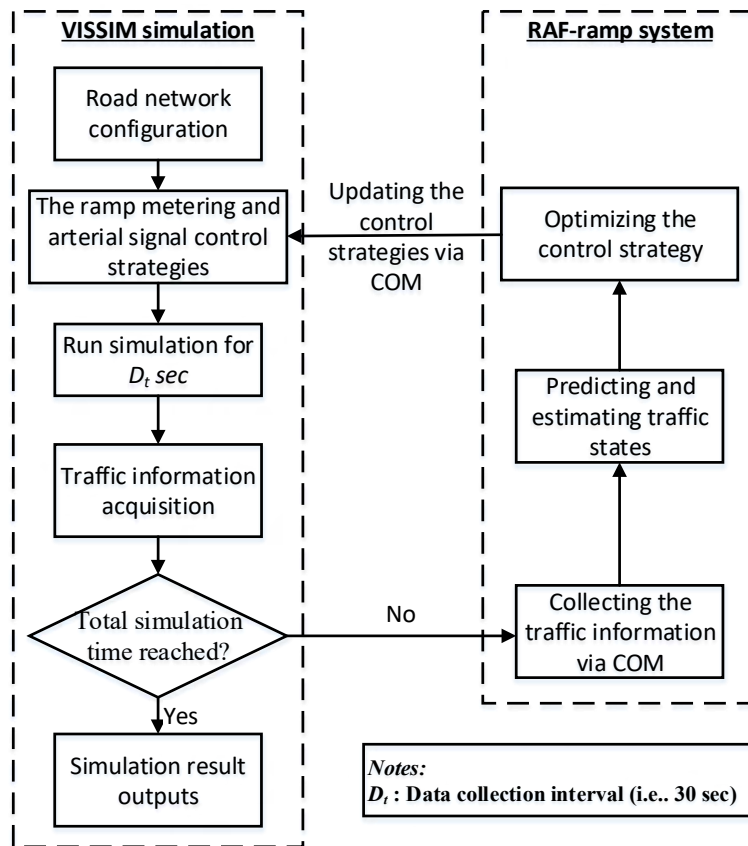 VISSIM simulation
Road network
configuration
The ramp metering and
arterial signal control
strategies
Run simulation for
Dₜ sec
Traffic information
acquisition
Total simulation
time reached?
Yes
Simulation result
outputs
No
Updating the
control
strategies via
COM
RAF-ramp system
Optimizing the
control strategy
Predicting and
estimating traffic
states
Collecting the
traffic information
via COM
Notes:
Dₜ : Data collection interval (i.e.. 30 sec)